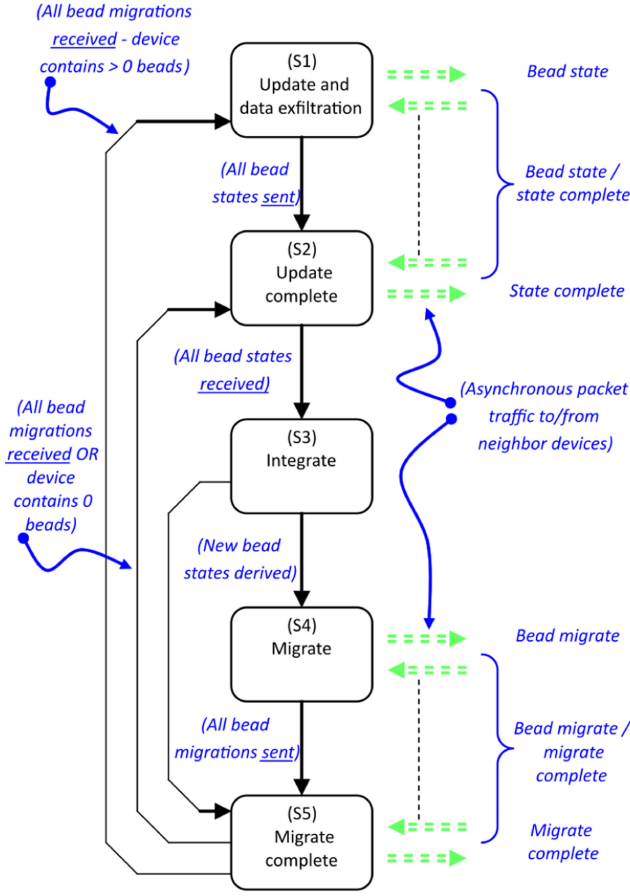 (All bead migrations
received - device
contains > 0 beads)
(S1)
Update and
data exfiltration
Bead state
(All bead
states sent)
Bead state /
state complete
(S2)
Update
complete
State complete
(All bead states
received)
(Asynchronous packet
traffic to/from
neighbor devices)
(All bead
migrations
received OR
device
contains 0
beads)
(S3)
Integrate
(New bead
states derived)
(S4)
Migrate
Bead migrate
(All bead
migrations sent)
Bead migrate /
migrate
complete
(S5)
Migrate
complete
Migrate
complete